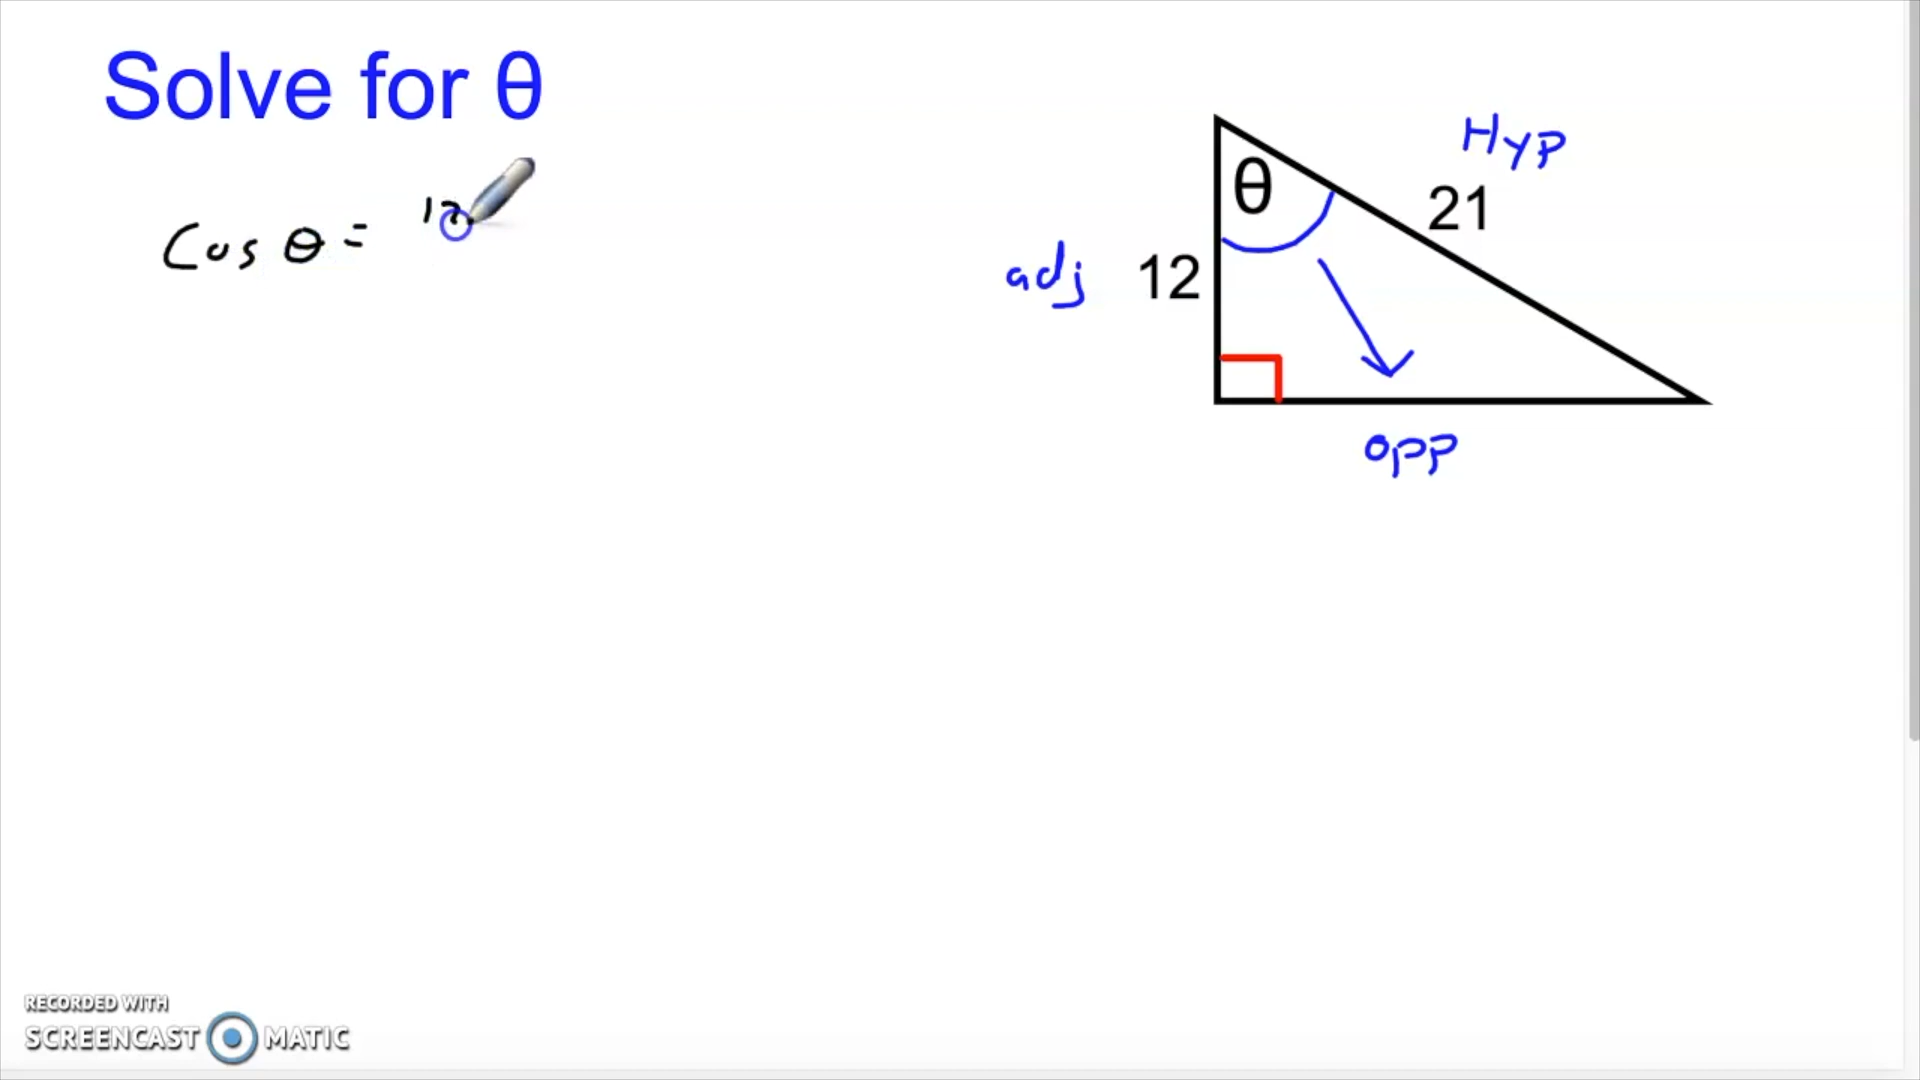 Solve for θ
Cos θ = 12
θ
Hyp
21
adj 12
opp
RECORDED WITH
SCREENCAST MATIC